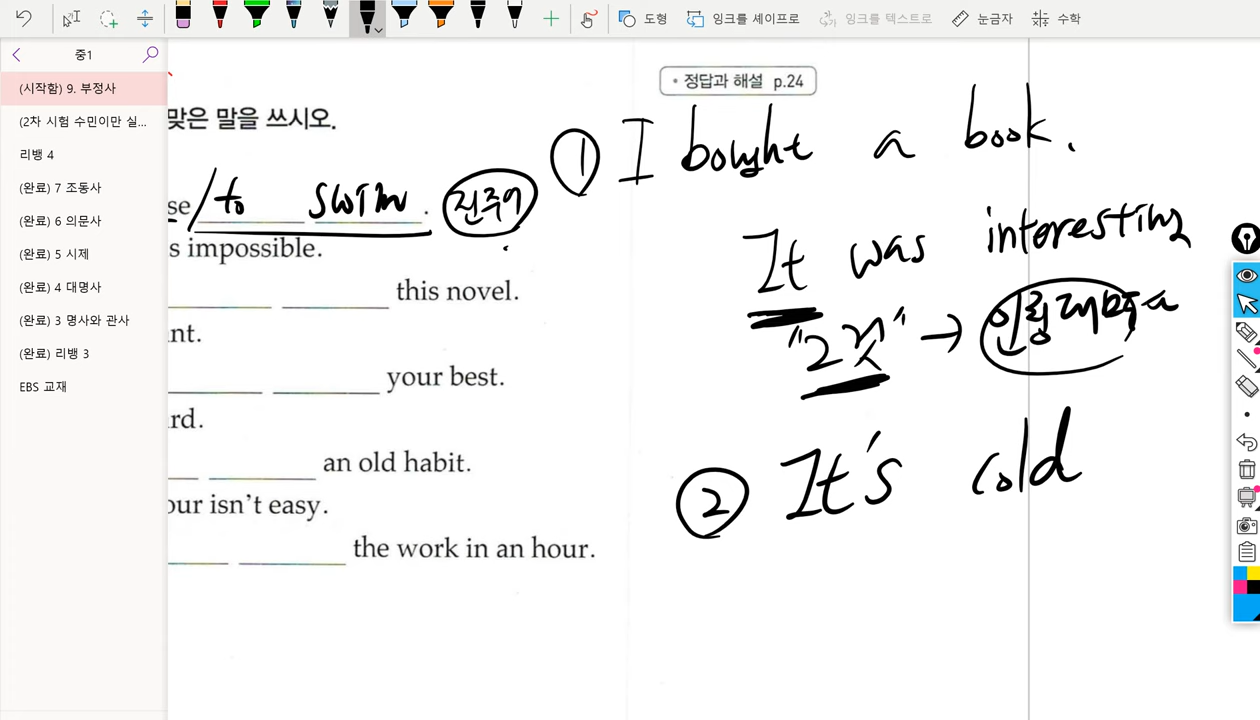 도형
잉크를 셰이프로
잉크를 텍스트로
눈금자
수학
중1
(시작함) 9. 부정사
(2차 시험 수민이만 실...
리뱅 4
(완료) 7 조동사
(완료) 6 의문사
(완료) 5 시제
(완료) 4 대명사
(완료) 3 명사와 관사
(완료) 리뱅 3
EBS 교재
맞은 말을 쓰시오.
se / to swim . 진주어
s impossible.
this novel.
nt.
your best.
rd.
an old habit.
our isn't easy.
the work in an hour.
• 정답과 해설 p.24
① I bought a book.
It was interesting
"그것" → 인칭대명사
② It's cold